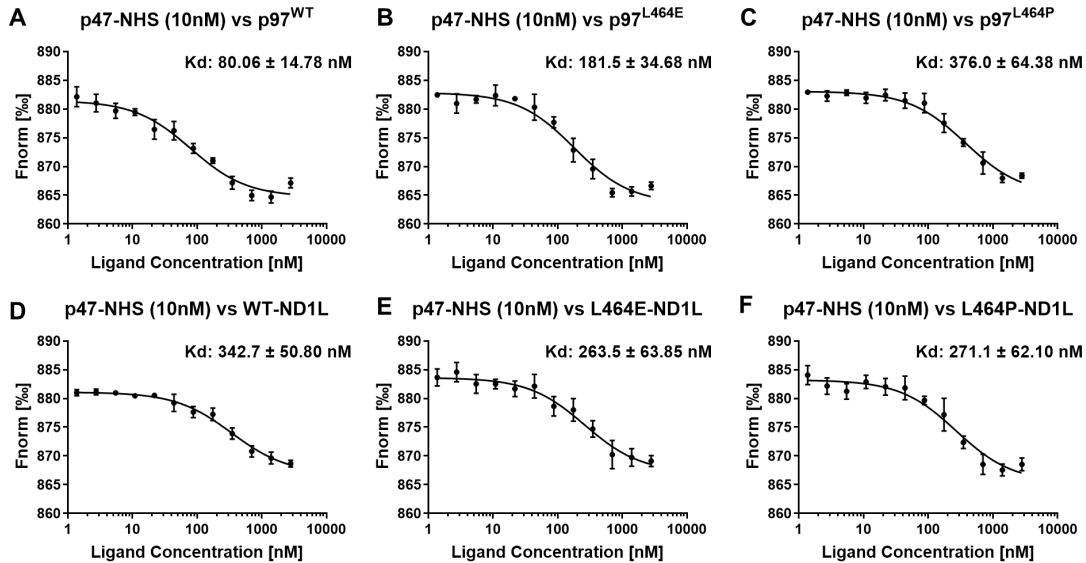 A
p47-NHS (10nM) vs p97WT
Kd: 80.06 ± 14.78 nM
Fnorm [‰]
890
885
880
875
870
865
860
1 10 100 1000 10000
Ligand Concentration [nM]
B
p47-NHS (10nM) vs p97L464E
Kd: 181.5 ± 34.68 nM
Fnorm [‰]
890
885
880
875
870
865
860
1 10 100 1000 10000
Ligand Concentration [nM]
C
p47-NHS (10nM) vs p97L464P
Kd: 376.0 ± 64.38 nM
Fnorm [‰]
890
885
880
875
870
865
860
1 10 100 1000 10000
Ligand Concentration [nM]
D
p47-NHS (10nM) vs WT-ND1L
Kd: 342.7 ± 50.80 nM
Fnorm [‰]
890
885
880
875
870
865
860
1 10 100 1000 10000
Ligand Concentration [nM]
E
p47-NHS (10nM) vs L464E-ND1L
Kd: 263.5 ± 63.85 nM
Fnorm [‰]
890
885
880
875
870
865
860
1 10 100 1000 10000
Ligand Concentration [nM]
F
p47-NHS (10nM) vs L464P-ND1L
Kd: 271.1 ± 62.10 nM
Fnorm [‰]
890
885
880
875
870
865
860
1 10 100 1000 10000
Ligand Concentration [nM]